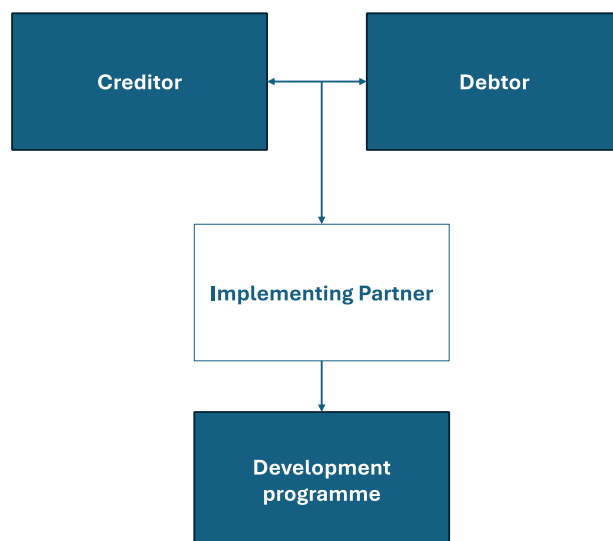 Creditor
Debtor
Implementing Partner
Development
programme